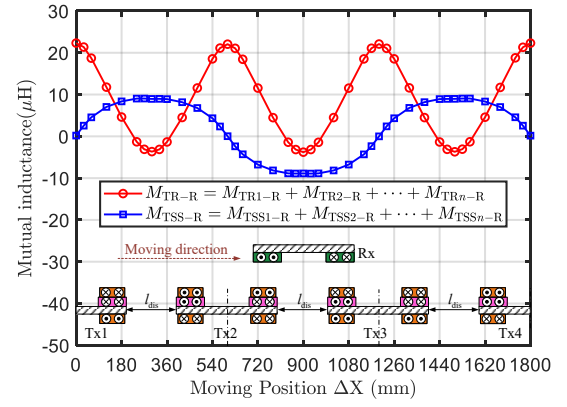 30
20
10
0
-10
-20
-30
-40
-50
Mutual inductance(μH)
M_TR−R = M_TR1−R + M_TR2−R + ⋯ + M_TRn−R
M_TSS−R = M_TSS1−R + M_TSS2−R + ⋯ + M_TSSn−R
Moving direction
Rx
l_dis l_dis l_dis
Tx1 Tx2 Tx3 Tx4
0 180 360 540 720 900 1080 1260 1440 1620 1800
Moving Position ΔX (mm)